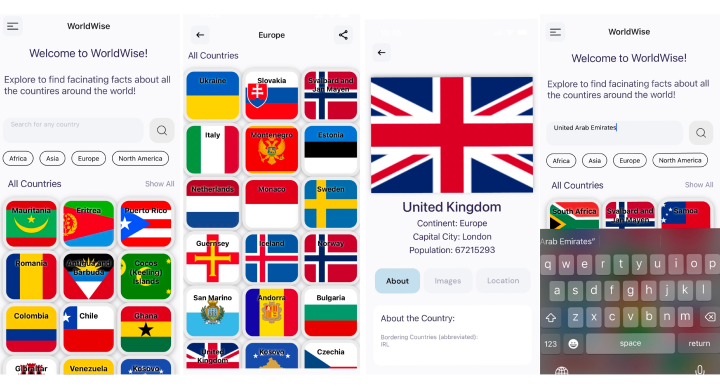 WorldWise
Welcome to WorldWise!
Explore to find facinating facts about all
the countires around the world!
Search for any country
Africa
Asia
Europe
North America
All Countries
Show All
Mauritania
Eritrea
Puerto Rico
Romania
Antigua and
Barbuda
Cocos
(Keeling)
Islands
Colombia
Chile
Ghana
Gibraltar
Venezuela
Kosovo
Europe
All Countries
Ukraine
Slovakia
Svalbard and
Jan Mayen
Italy
Montenegro
Estonia
Netherlands
Monaco
Sweden
Guernsey
Iceland
Norway
San Marino
Andorra
Bulgaria
United
Kingdom
Kosovo
Czechia
United Kingdom
Continent: Europe
Capital City: London
Population: 67215293
About
Images
Location
About the Country:
Bordering Countries (abbreviated):
IRL
WorldWise
Welcome to WorldWise!
Explore to find facinating facts about all
the countires around the world!
United Arab Emirates
Africa
Asia
Europe
North America
All Countries
Show All
South Africa
Svalbard and
Jan Mayen
Samoa
Arab Emirates"
q w e r t y u i o p
a s d f g h j k l
z x c v b n m
123
space
return